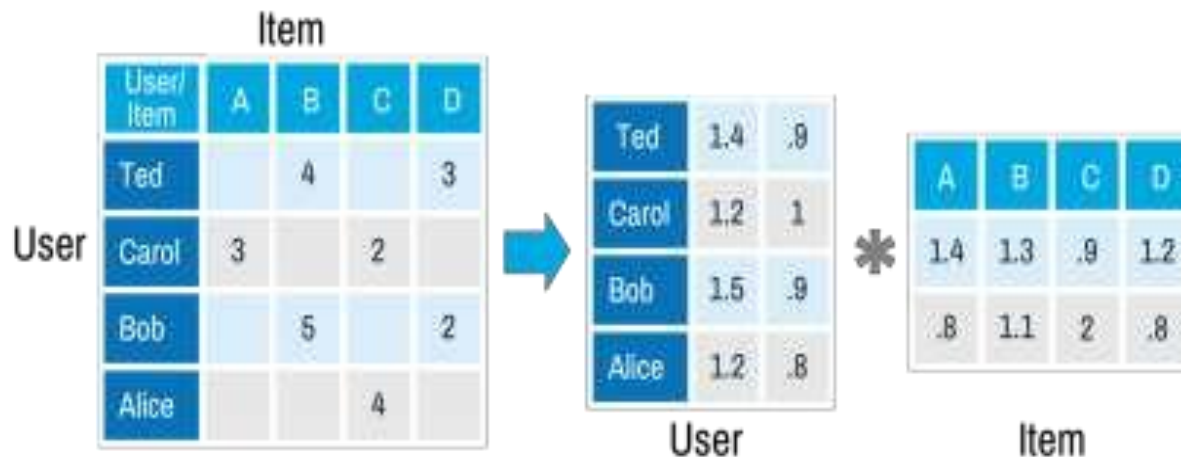 Item
User/
Item A B C D
Ted 4 3
User Carol 3 2
Bob 5 2
Alice 4
Ted 1.4 .9
Carol 1.2 1
Bob 1.5 .9
Alice 1.2 .8
User
*
A B C D
1.4 1.3 .9 1.2
.8 1.1 2 .8
Item